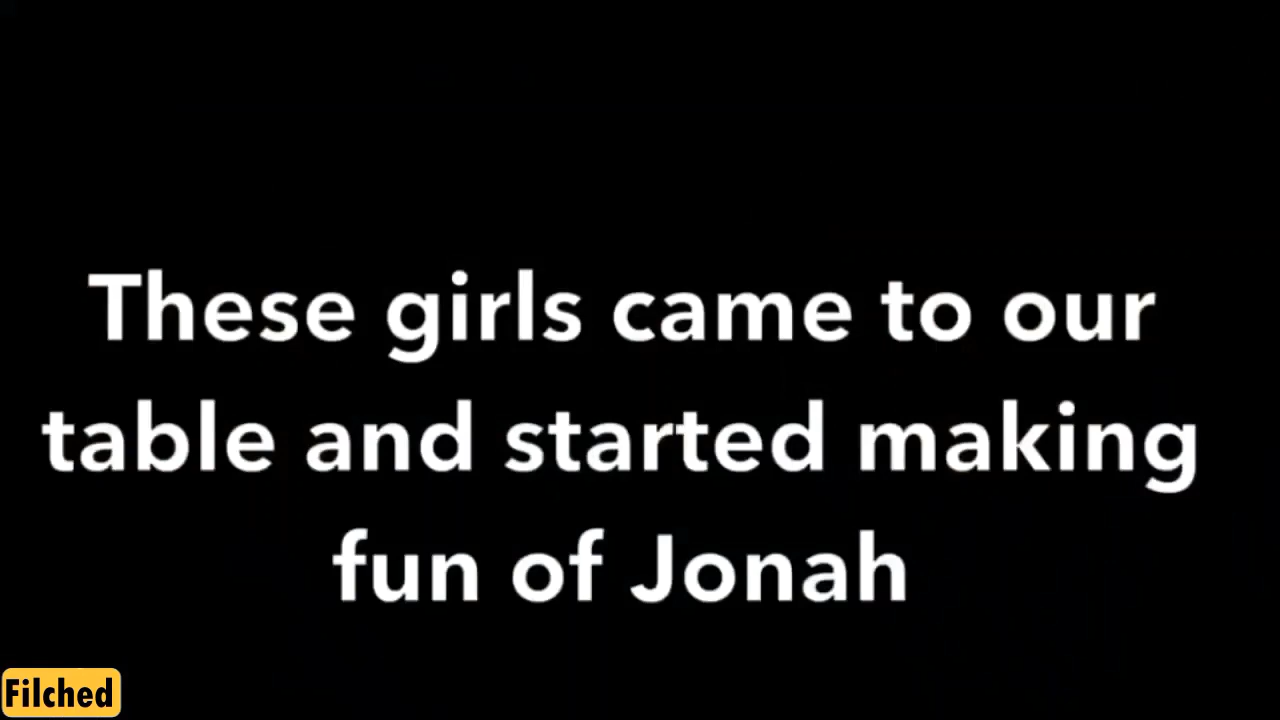 These girls came to our
table and started making
fun of Jonah
Filched